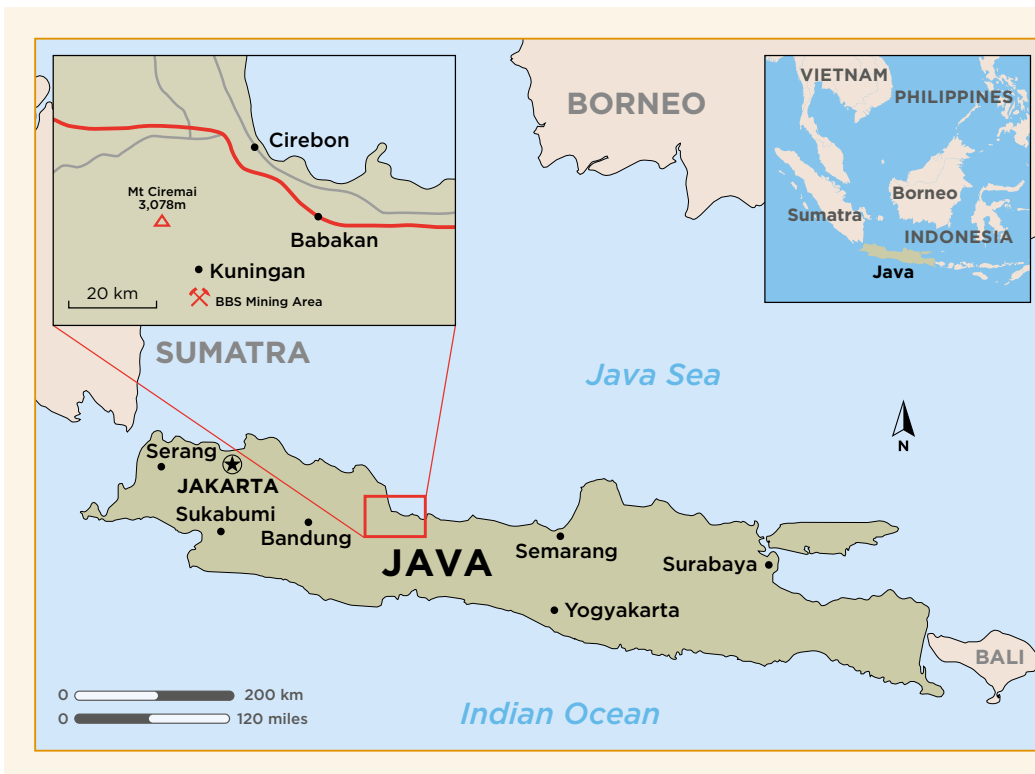 Cirebon
Mt Ciremai
3,078m
Babakan
Kuningan
20 km
BBS Mining Area
BORNEO
VIETNAM
PHILIPPINES
Borneo
Sumatra
INDONESIA
Java
SUMATRA
Java Sea
N
Serang
JAKARTA
Sukabumi
Bandung
JAVA
Semarang
Surabaya
Yogyakarta
BALI
0 200 km
0 120 miles
Indian Ocean